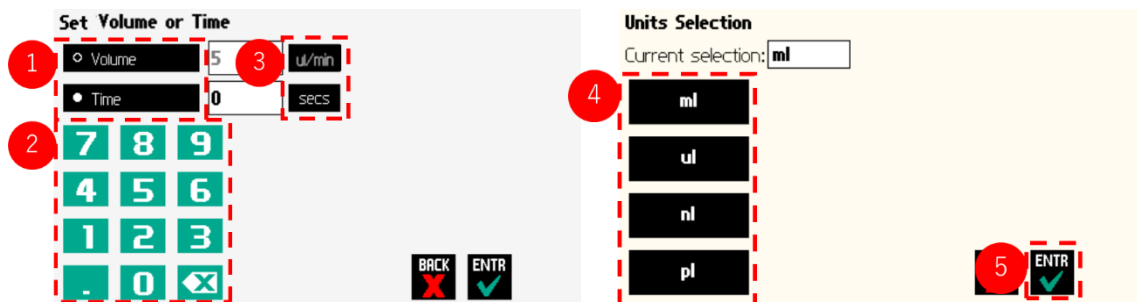 Set Volume or Time
1
Volume
5
3
ul/min
Time
0
secs
2
7 8 9
4 5 6
1 2 3
. 0
BACK
ENTR
Units Selection
Current selection: ml
4
ml
ul
nl
pl
5
ENTR